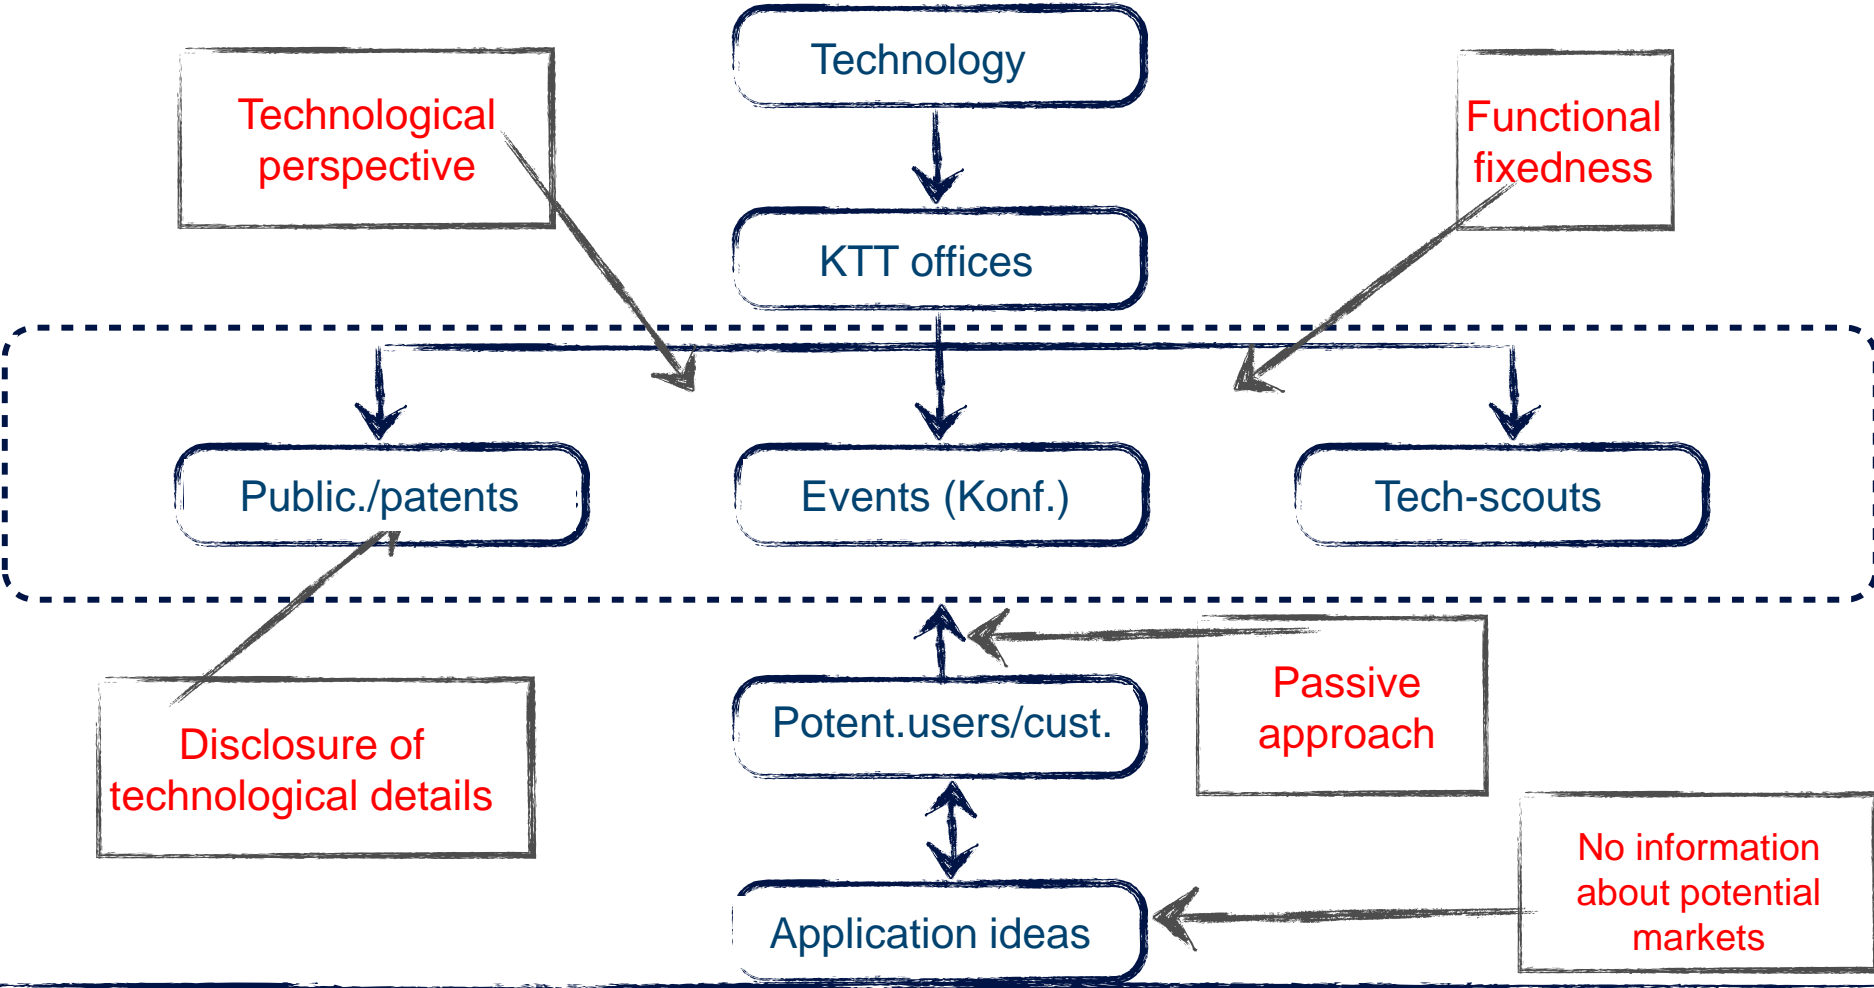 Technology
Technological
perspective
Functional
fixedness
KTT offices
Public./patents
Events (Konf.)
Tech-scouts
Disclosure of
technological details
Potent.users/cust.
Passive
approach
Application ideas
No information
about potential
markets